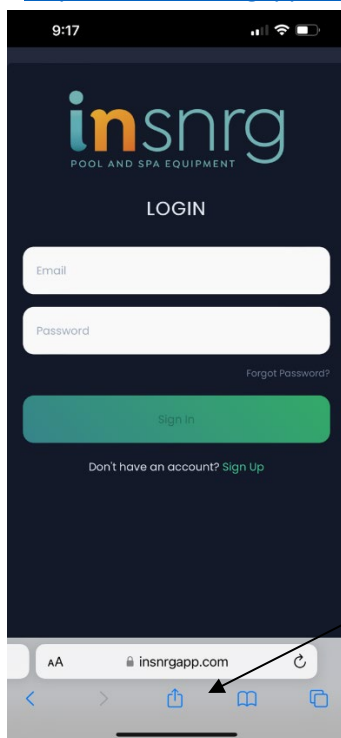 9:17
insnrg
POOL AND SPA EQUIPMENT
LOGIN
Email
Password
Forgot Password?
Sign In
Don't have an account? Sign Up
AA
insnrgapp.com